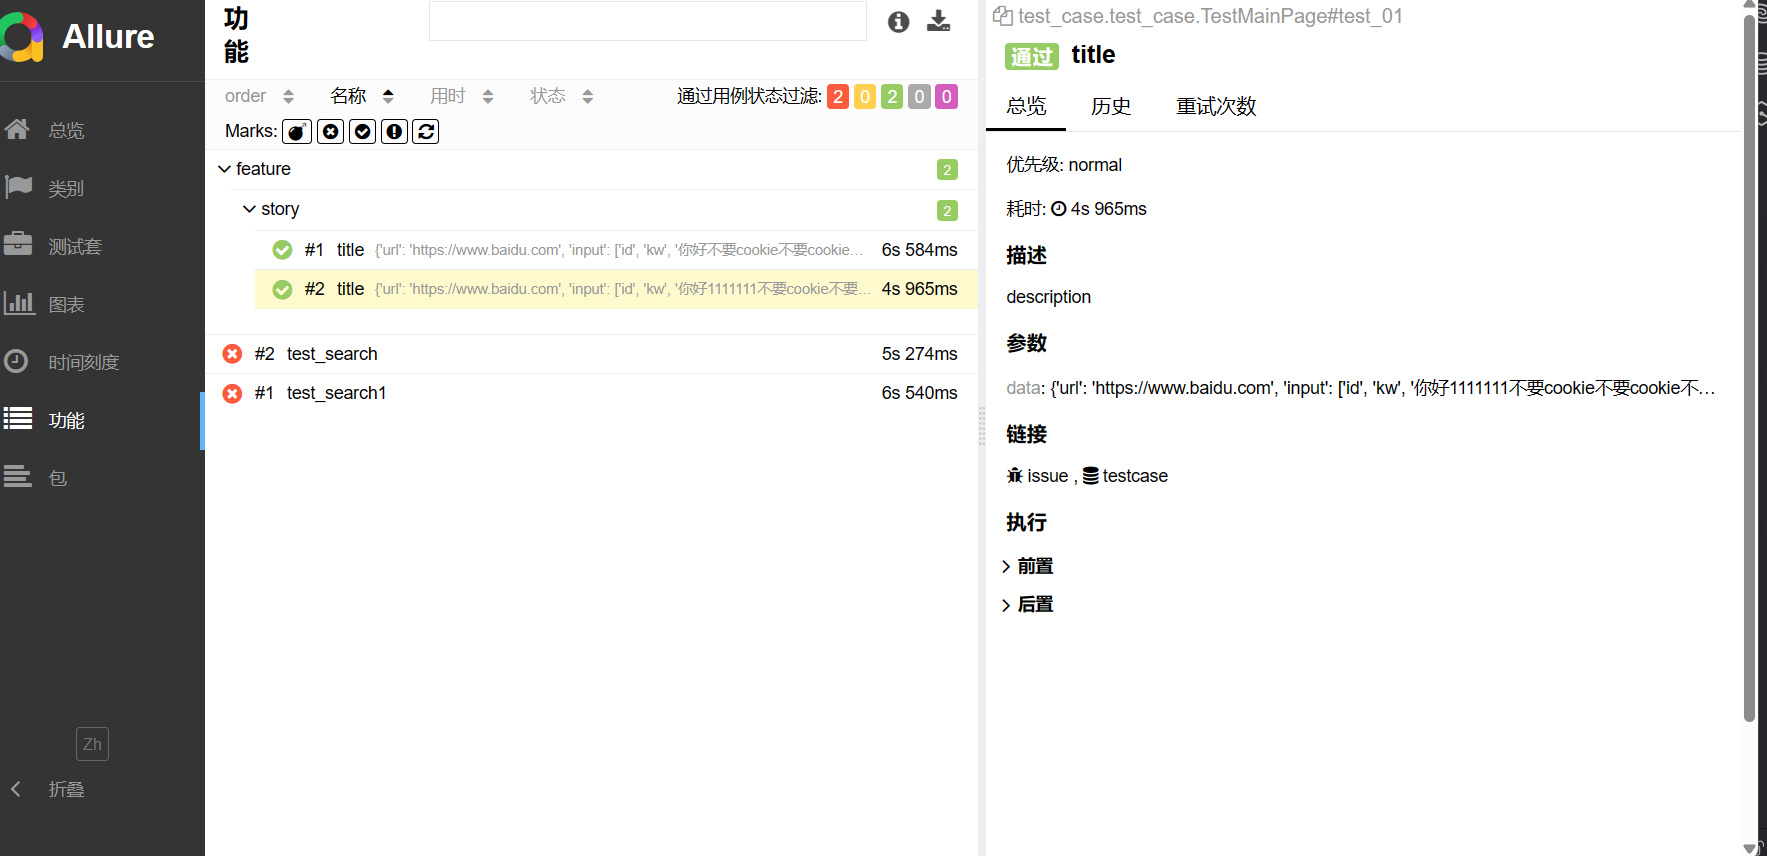 Allure
总览
类别
测试套
图表
时间刻度
功能
包
Zh
折叠
功
能
order 名称 用时 状态 通过用例状态过滤: 2 0 2 0 0
Marks:
feature 2
story 2
#1 title {'url': 'https://www.baidu.com', 'input': ['id', 'kw', '你好不要cookie不要cookie… 6s 584ms
#2 title {'url': 'https://www.baidu.com', 'input': ['id', 'kw', '你好1111111不要cookie不要… 4s 965ms
#2 test_search 5s 274ms
#1 test_search1 6s 540ms
test_case.test_case.TestMainPage#test_01
通过 title
总览 历史 重试次数
优先级: normal
耗时: 4s 965ms
描述
description
参数
data: {'url': 'https://www.baidu.com', 'input': ['id', 'kw', '你好1111111不要cookie不要cookie不…
链接
issue , testcase
执行
前置
后置